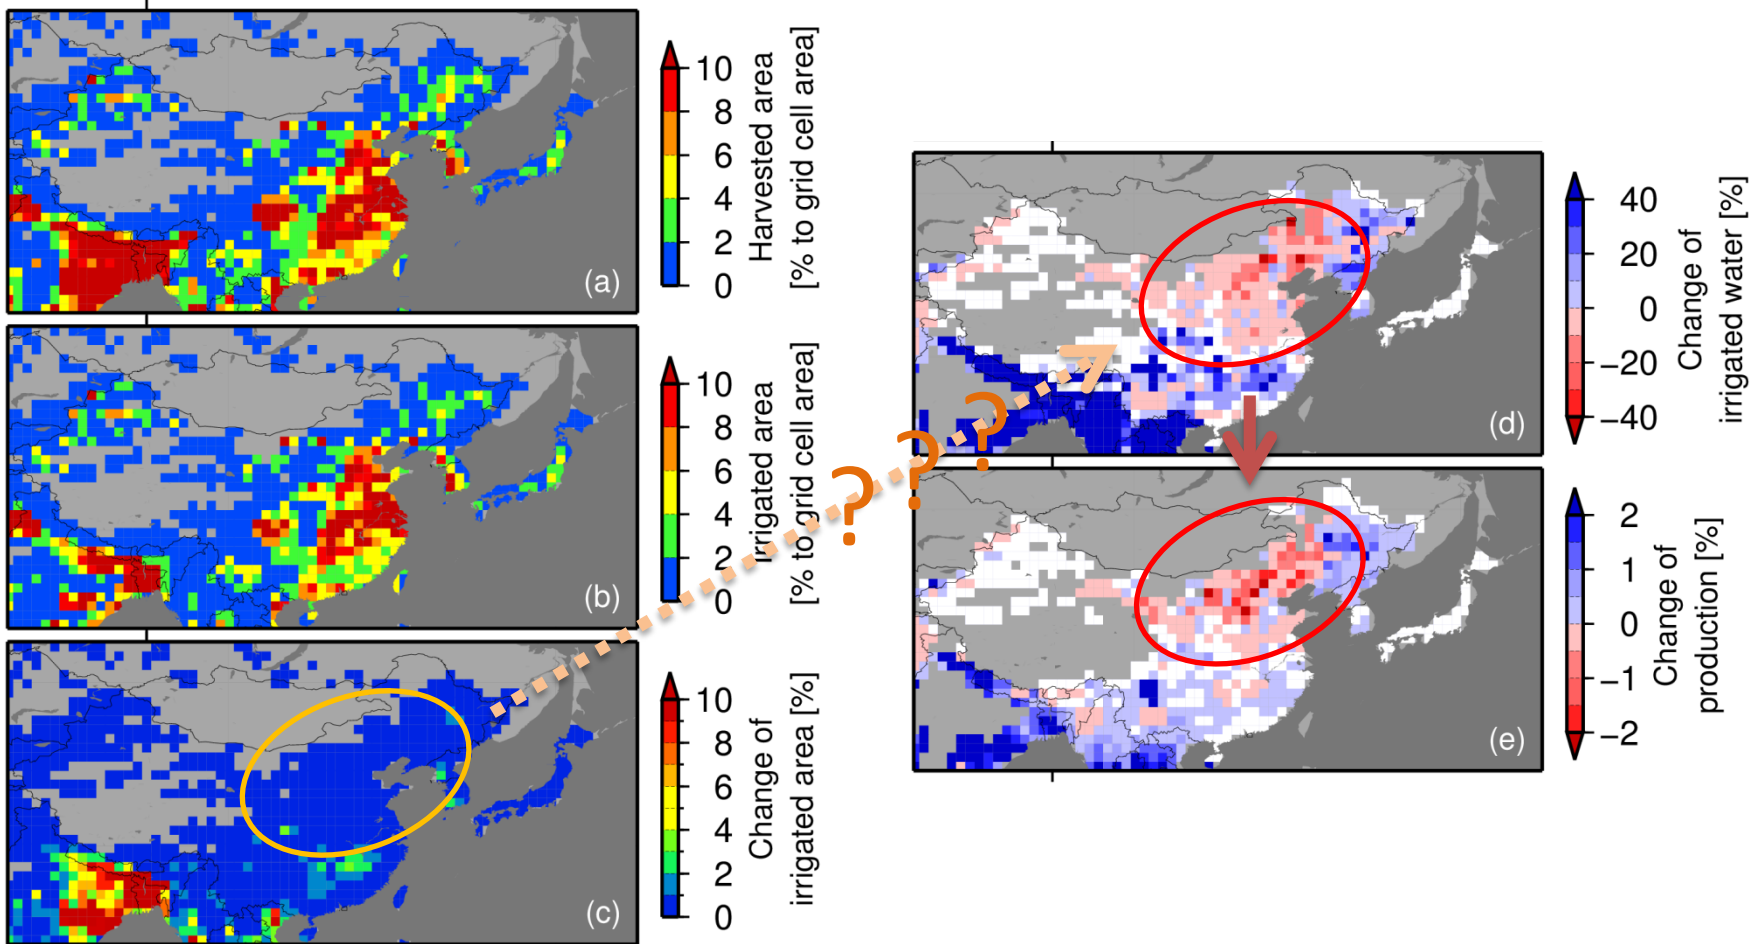 10
8
6
4
2
0
Harvested area
[% to grid cell area]
(a)
10
8
6
4
2
0
Irrigated area
[% to grid cell area]
(b)
10
8
6
4
2
0
Change of
irrigated area [%]
(c)
? ? ?
40
20
0
−20
−40
Change of
irrigated water [%]
(d)
2
1
0
−1
−2
Change of
production [%]
(e)